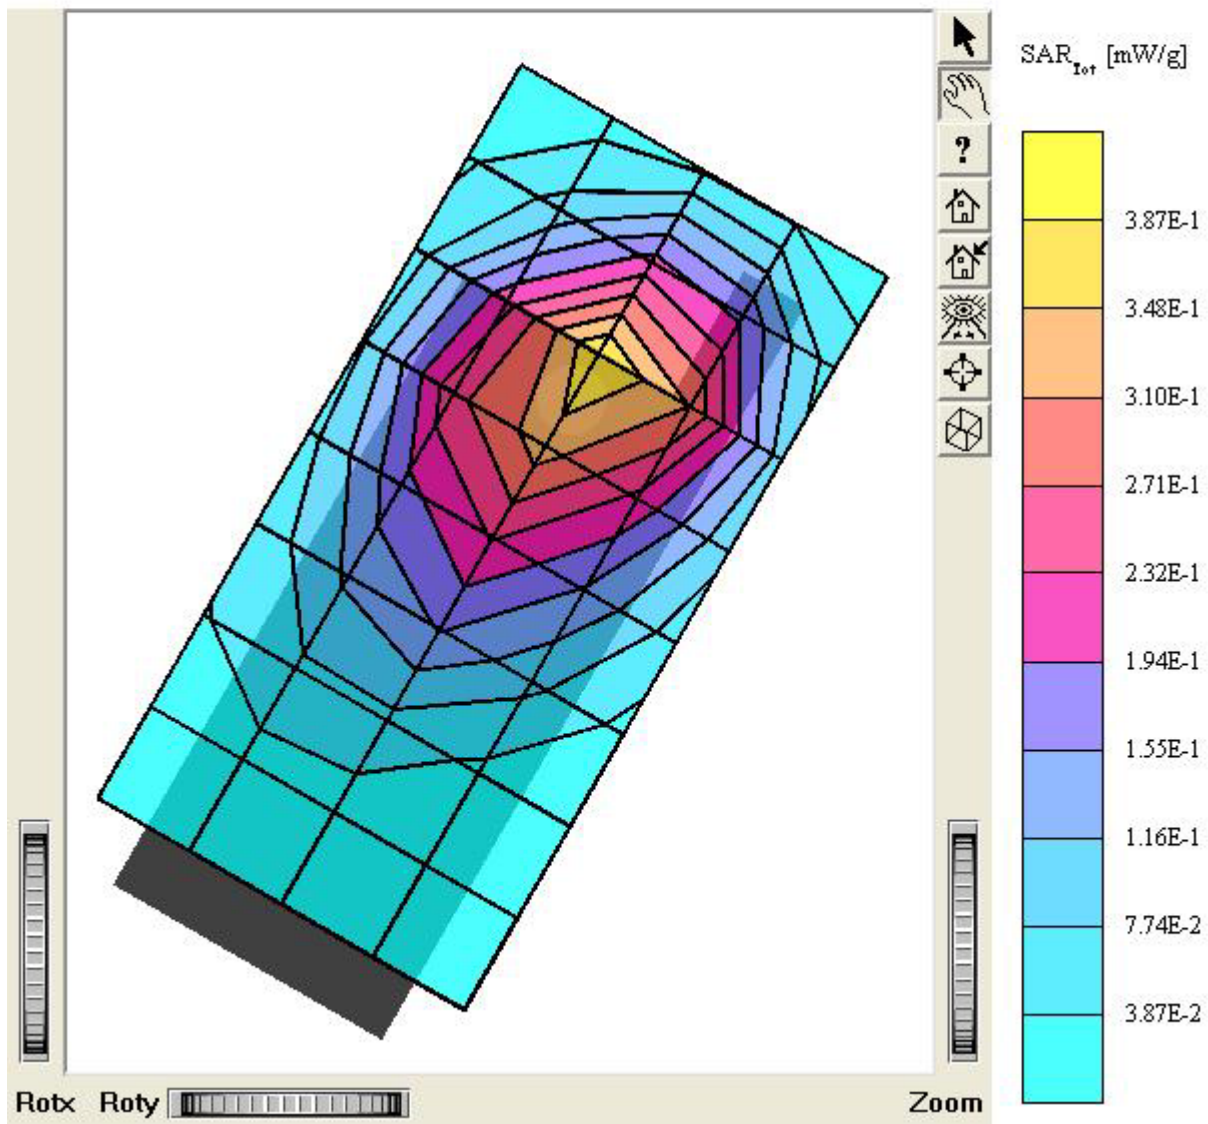 SAR_Tot [mW/g]
?
3.87E-1
3.48E-1
3.10E-1
2.71E-1
2.32E-1
1.94E-1
1.55E-1
1.16E-1
7.74E-2
3.87E-2
Rotx Roty Zoom